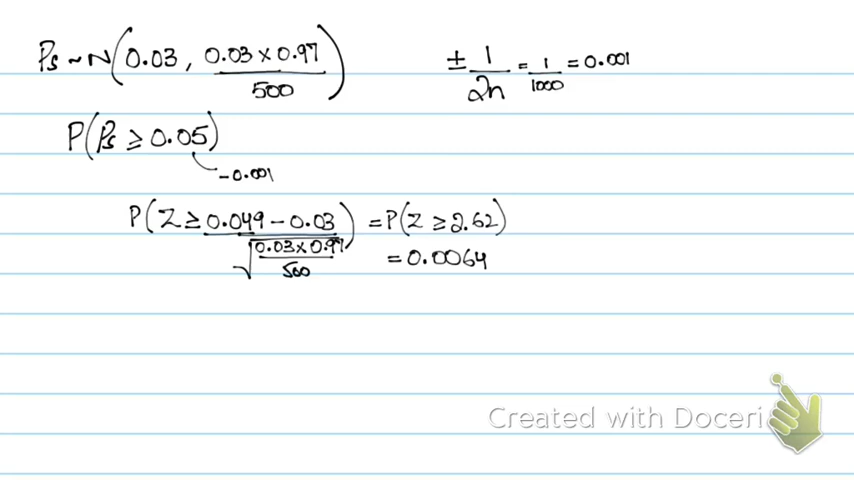 Ps ~ N(0.03, 0.03 × 0.97 / 500)
± 1/2n = 1/1000 = 0.001
P(Ps ≥ 0.05)
-0.001
P(Z ≥ 0.049 - 0.03 / √(0.03 × 0.97 / 500)) = P(Z ≥ 2.62)
= 0.0064
Created with Doceri